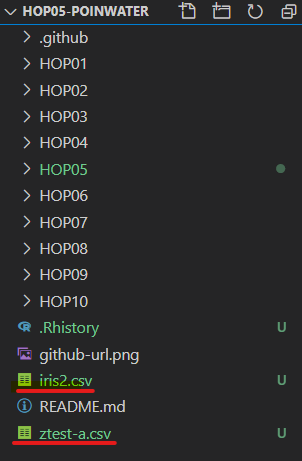 HOP05-POINWATER
.github
HOP01
HOP02
HOP03
HOP04
HOP05
HOP06
HOP07
HOP08
HOP09
HOP10
.Rhistory U
github-url.png
iris2.csv U
README.md
ztest-a.csv U